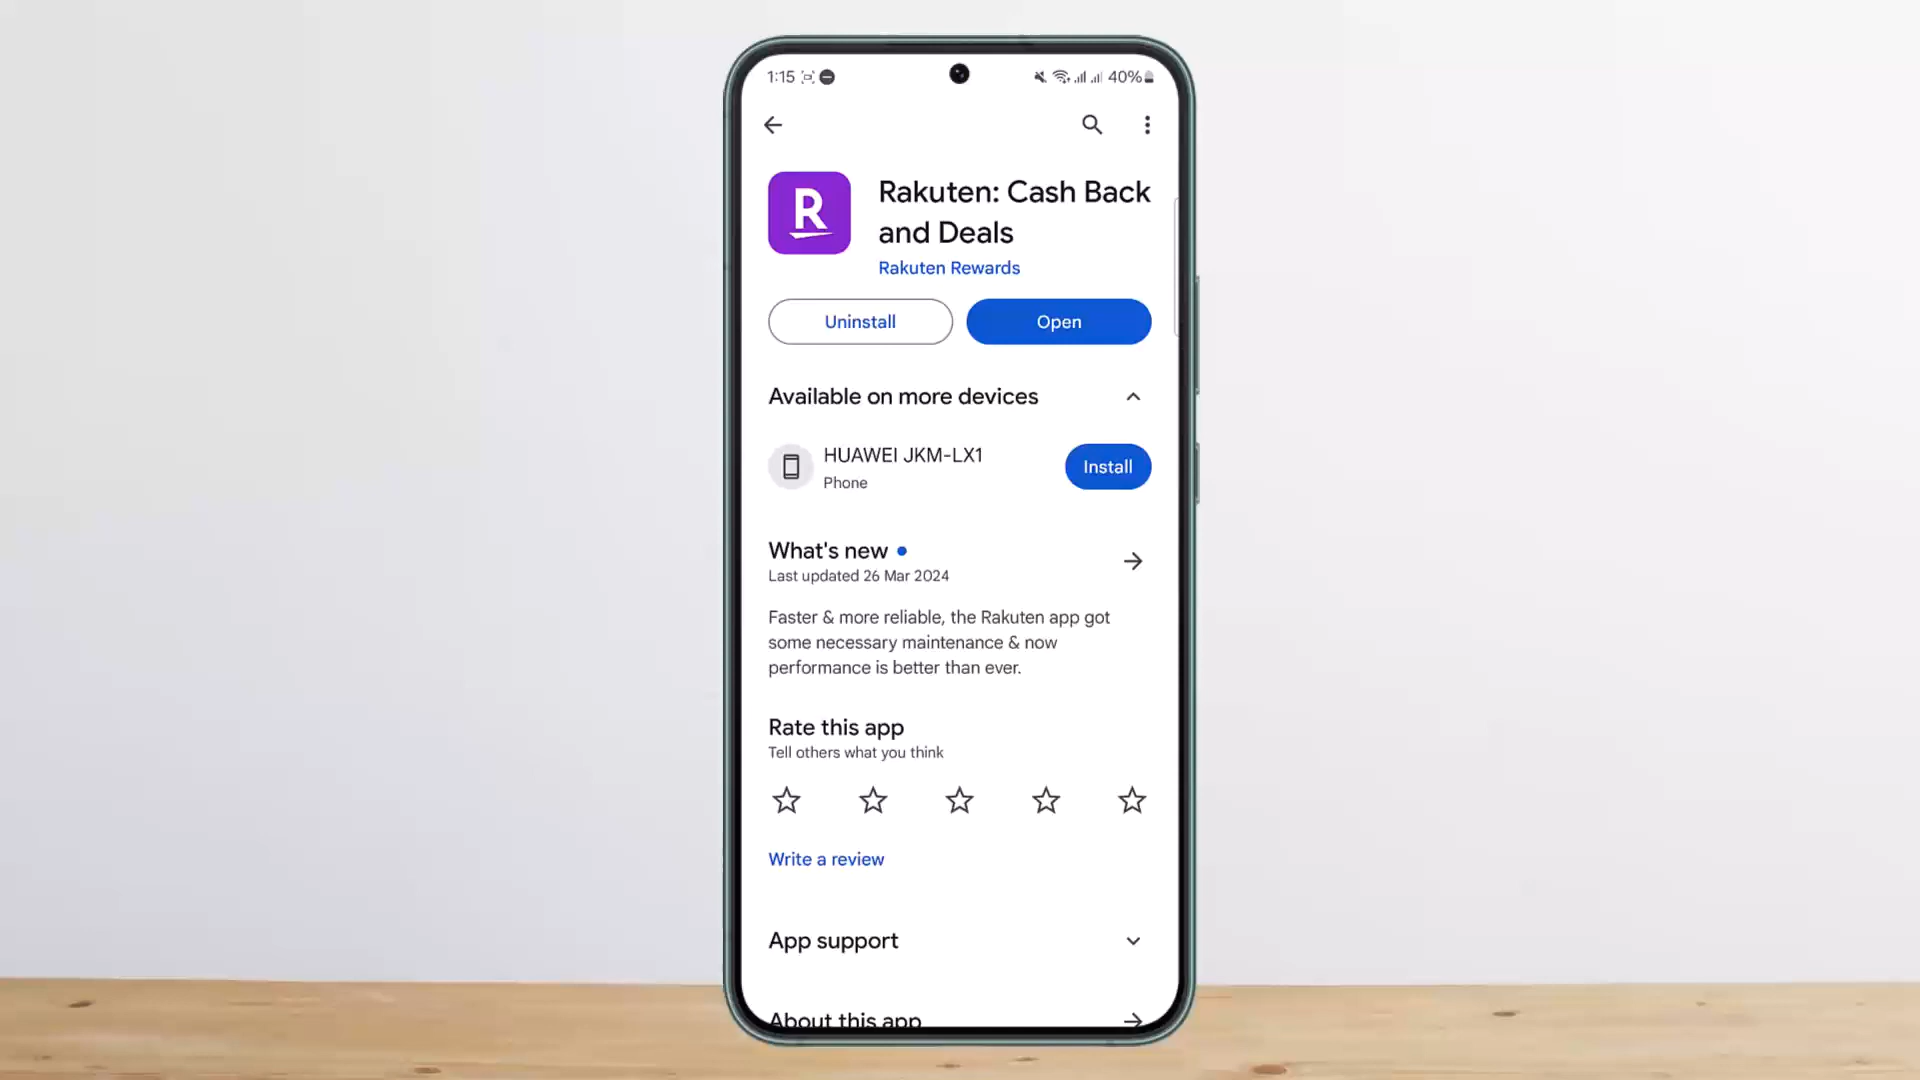 1:15
40%
R
Rakuten: Cash Back
and Deals
Rakuten Rewards
Uninstall
Open
Available on more devices
HUAWEI JKM-LX1
Phone
Install
What's new
Last updated 26 Mar 2024
Faster & more reliable, the Rakuten app got
some necessary maintenance & now
performance is better than ever.
Rate this app
Tell others what you think
Write a review
App support
About this app